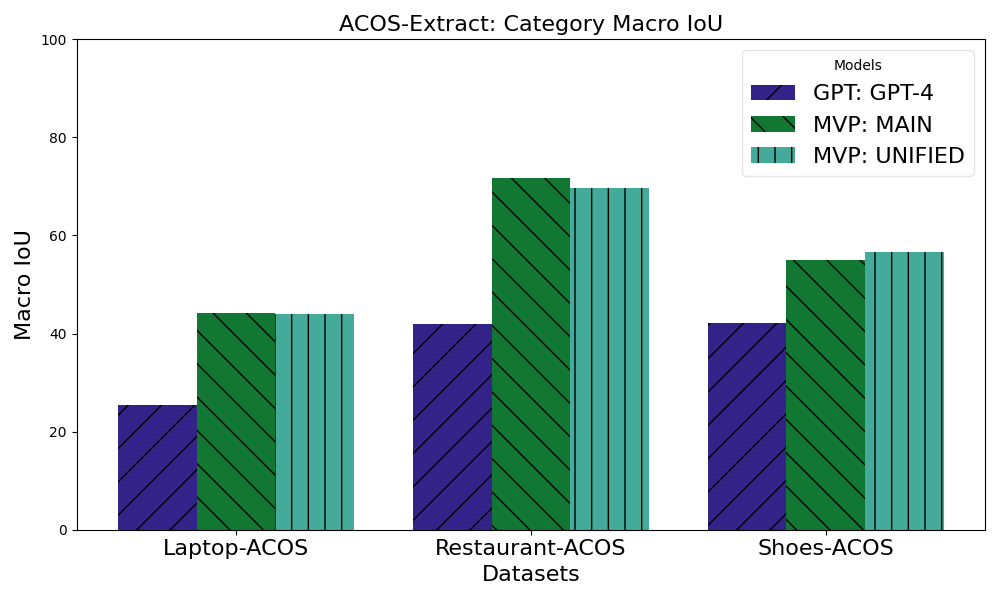 ACOS-Extract: Category Macro IoU
100
80
60
40
20
0
Macro IoU
Models
GPT: GPT-4
MVP: MAIN
MVP: UNIFIED
Laptop-ACOS
Restaurant-ACOS
Shoes-ACOS
Datasets